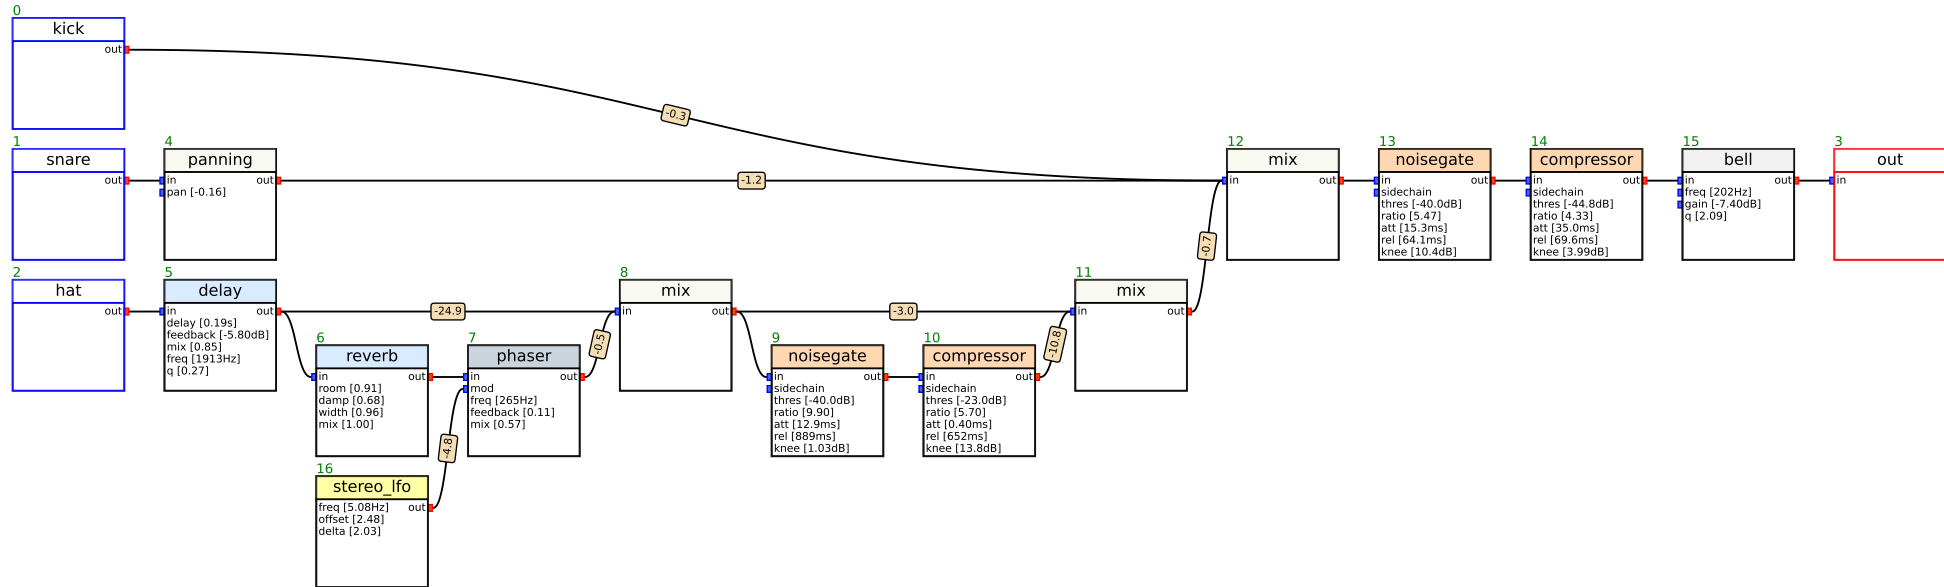 0
kick
out
-0.3
1
snare
out
4
panning
in out
pan [-0.16]
-1.2
12
mix
in out
13
noisegate
in out
sidechain
thres [-40.0dB]
ratio [5.47]
att [15.3ms]
rel [64.1ms]
knee [10.4dB]
14
compressor
in out
sidechain
thres [-44.8dB]
ratio [4.33]
att [35.0ms]
rel [69.6ms]
knee [3.99dB]
15
bell
in out
freq [202Hz]
gain [-7.40dB]
q [2.09]
3
out
in
-0.7
2
hat
out
5
delay
in out
delay [0.19s]
feedback [-5.80dB]
mix [0.85]
freq [1913Hz]
q [0.27]
-24.9
8
mix
in out
-3.0
11
mix
in out
6
reverb
in out
room [0.91]
damp [0.68]
width [0.96]
mix [1.00]
7
phaser
in out
mod
freq [265Hz]
feedback [0.11]
mix [0.57]
-0.5
9
noisegate
in out
sidechain
thres [-40.0dB]
ratio [9.90]
att [12.9ms]
rel [889ms]
knee [1.03dB]
10
compressor
in out
sidechain
thres [-23.0dB]
ratio [5.70]
att [0.40ms]
rel [652ms]
knee [13.8dB]
-10.8
-4.8
16
stereo_lfo
freq [5.08Hz] out
offset [2.48]
delta [2.03]